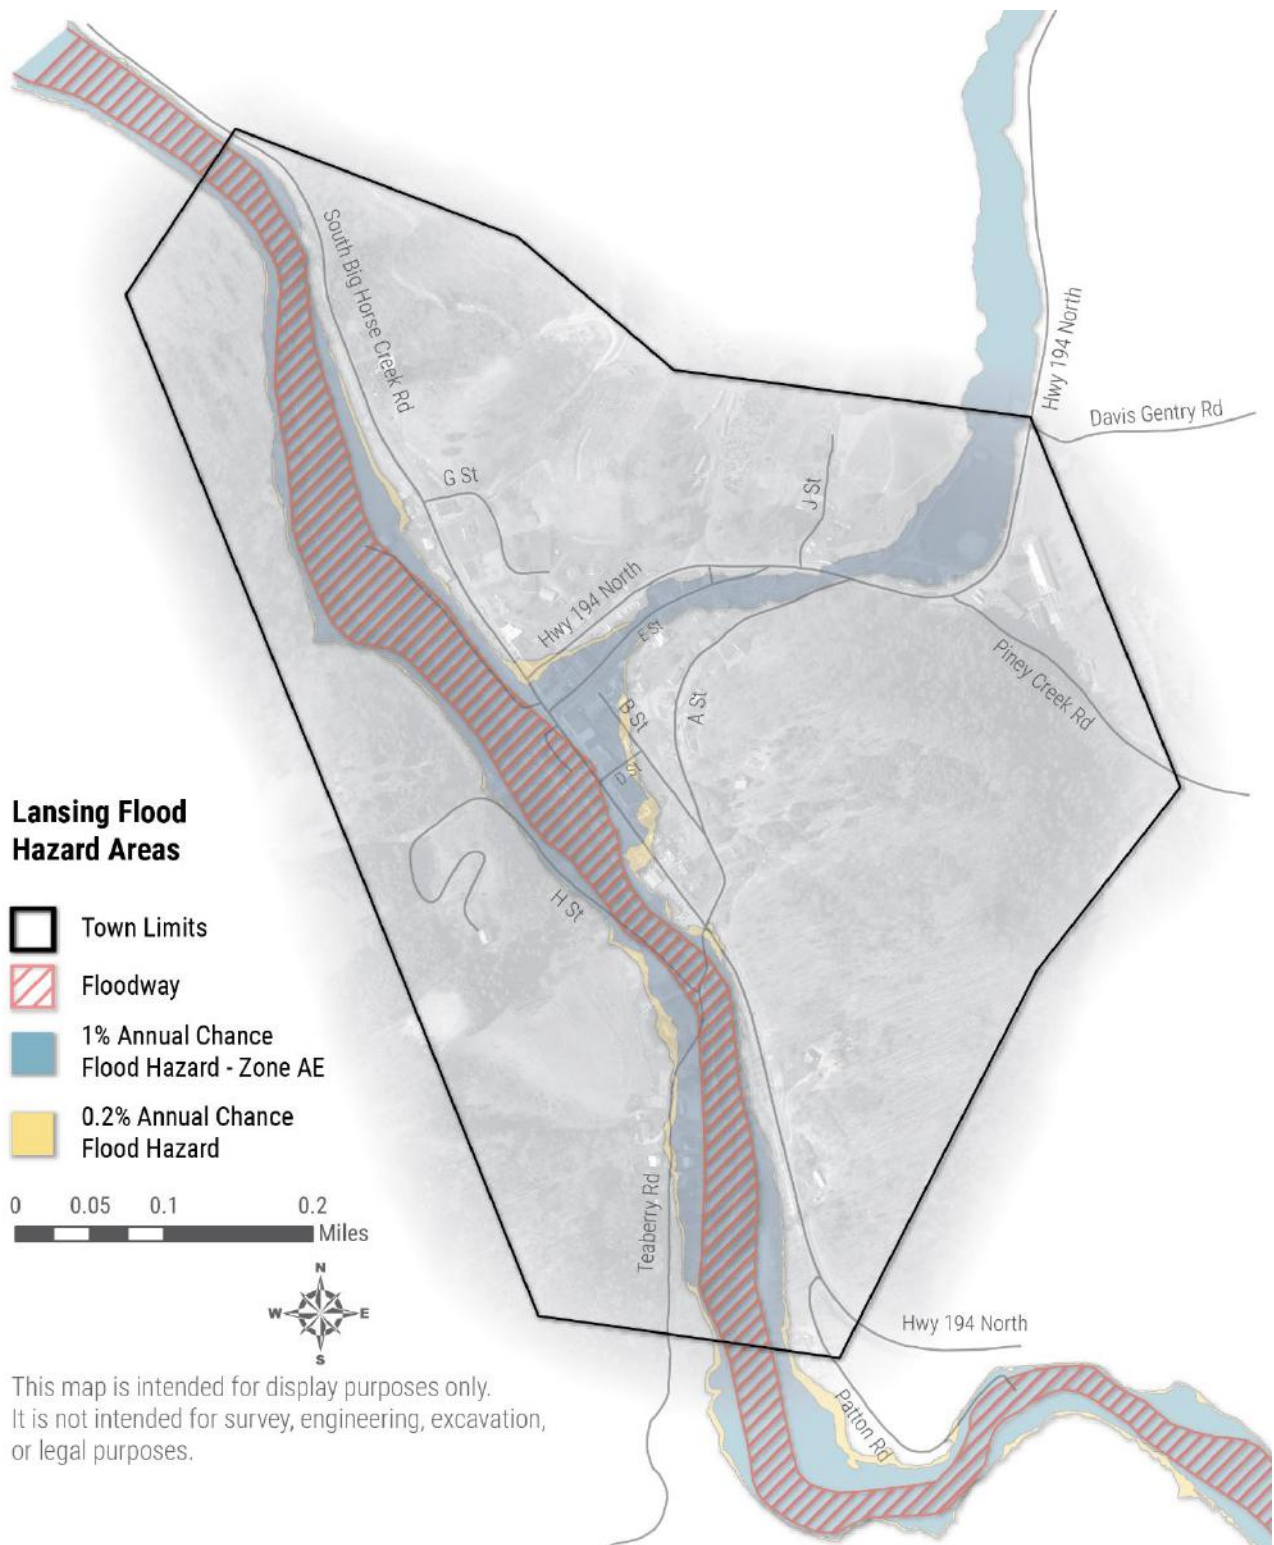 South Big Horse Creek Rd
Hwy 194 North
Davis Gentry Rd
G St
J St
Hwy 194 North
E St
B St
A St
Piney Creek Rd
D St
H St
Teaberry Rd
Hwy 194 North
Patton Rd
Lansing Flood
Hazard Areas
Town Limits
Floodway
1% Annual Chance
Flood Hazard - Zone AE
0.2% Annual Chance
Flood Hazard
0 0.05 0.1 0.2
Miles
N
W E
S
This map is intended for display purposes only.
It is not intended for survey, engineering, excavation,
or legal purposes.